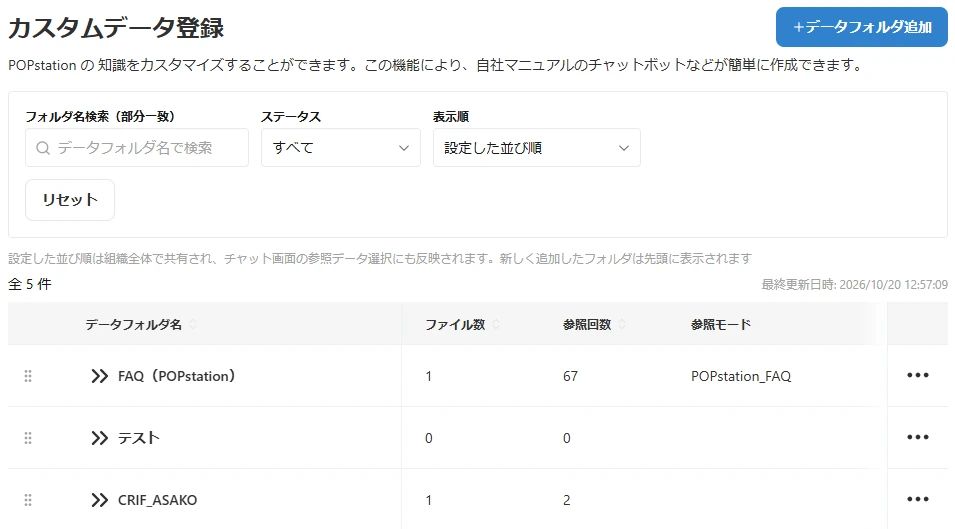 カスタムデータ登録
+データフォルダ追加
POPstation の 知識をカスタマイズすることができます。この機能により、自社マニュアルのチャットボットなどが簡単に作成できます。
フォルダ名検索（部分一致）
ステータス
表示順
データフォルダ名で検索
すべて
設定した並び順
リセット
設定した並び順は組織全体で共有され、チャット画面の参照データ選択にも反映されます。新しく追加したフォルダは先頭に表示されます
全 5 件
最終更新日時: 2026/10/20 12:57:09
データフォルダ名 ファイル数 参照回数 参照モード
FAQ（POPstation） 1 67 POPstation_FAQ
テスト 0 0
CRIF_ASAKO 1 2